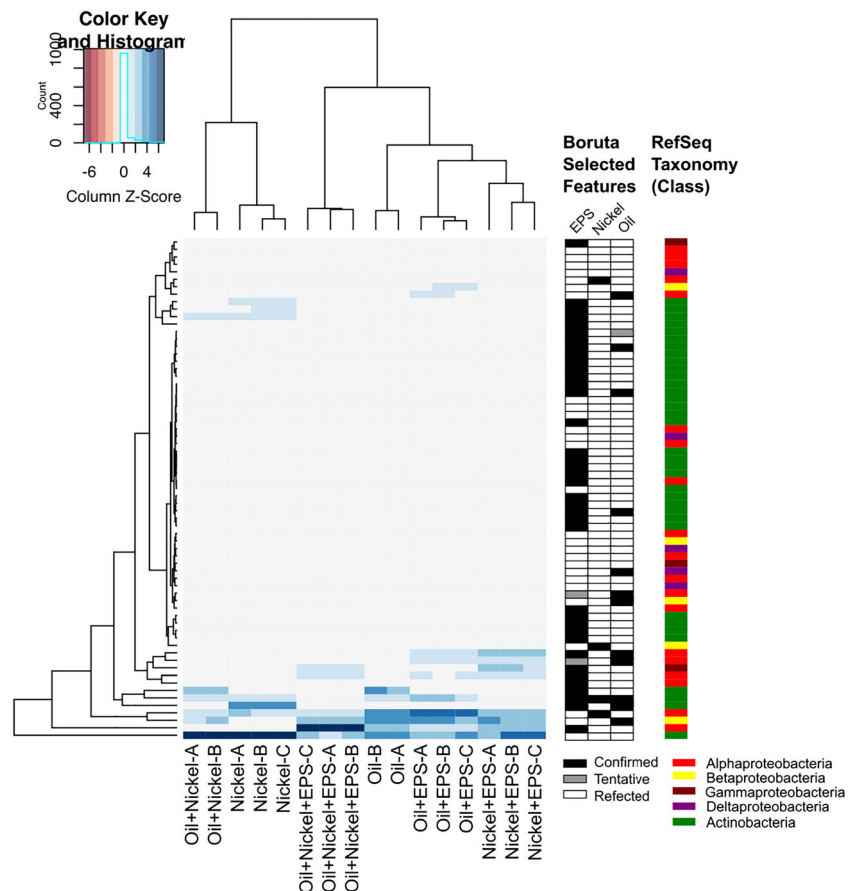 Color Key
and Histogram
Count
0 400 1000
-6 0 4
Column Z-Score
Boruta
Selected
Features
RefSeq
Taxonomy
(Class)
EPS
Nickel
Oil
Oil+Nickel-A
Oil+Nickel-B
Nickel-A
Nickel-B
Nickel-C
Oil+Nickel+EPS-C
Oil+Nickel+EPS-A
Oil+Nickel+EPS-B
Oil-B
Oil-A
Oil+EPS-A
Oil+EPS-B
Oil+EPS-C
Nickel+EPS-A
Nickel+EPS-B
Nickel+EPS-C
Confirmed
Tentative
Refected
Alphaproteobacteria
Betaproteobacteria
Gammaproteobacteria
Deltaproteobacteria
Actinobacteria